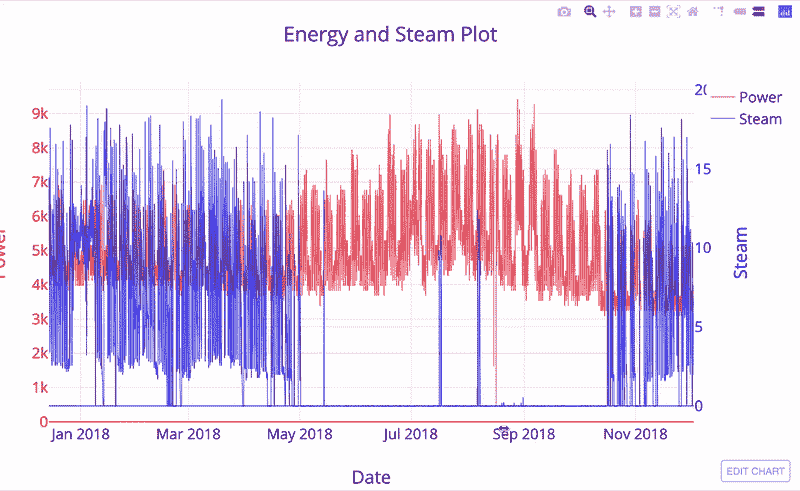 Energy and Steam Plot
Power
Steam
9k
8k
7k
6k
5k
4k
3k
2k
1k
0
Power
20
15
10
5
0
Steam
Jan 2018
Mar 2018
May 2018
Jul 2018
Sep 2018
Nov 2018
Date
EDIT CHART